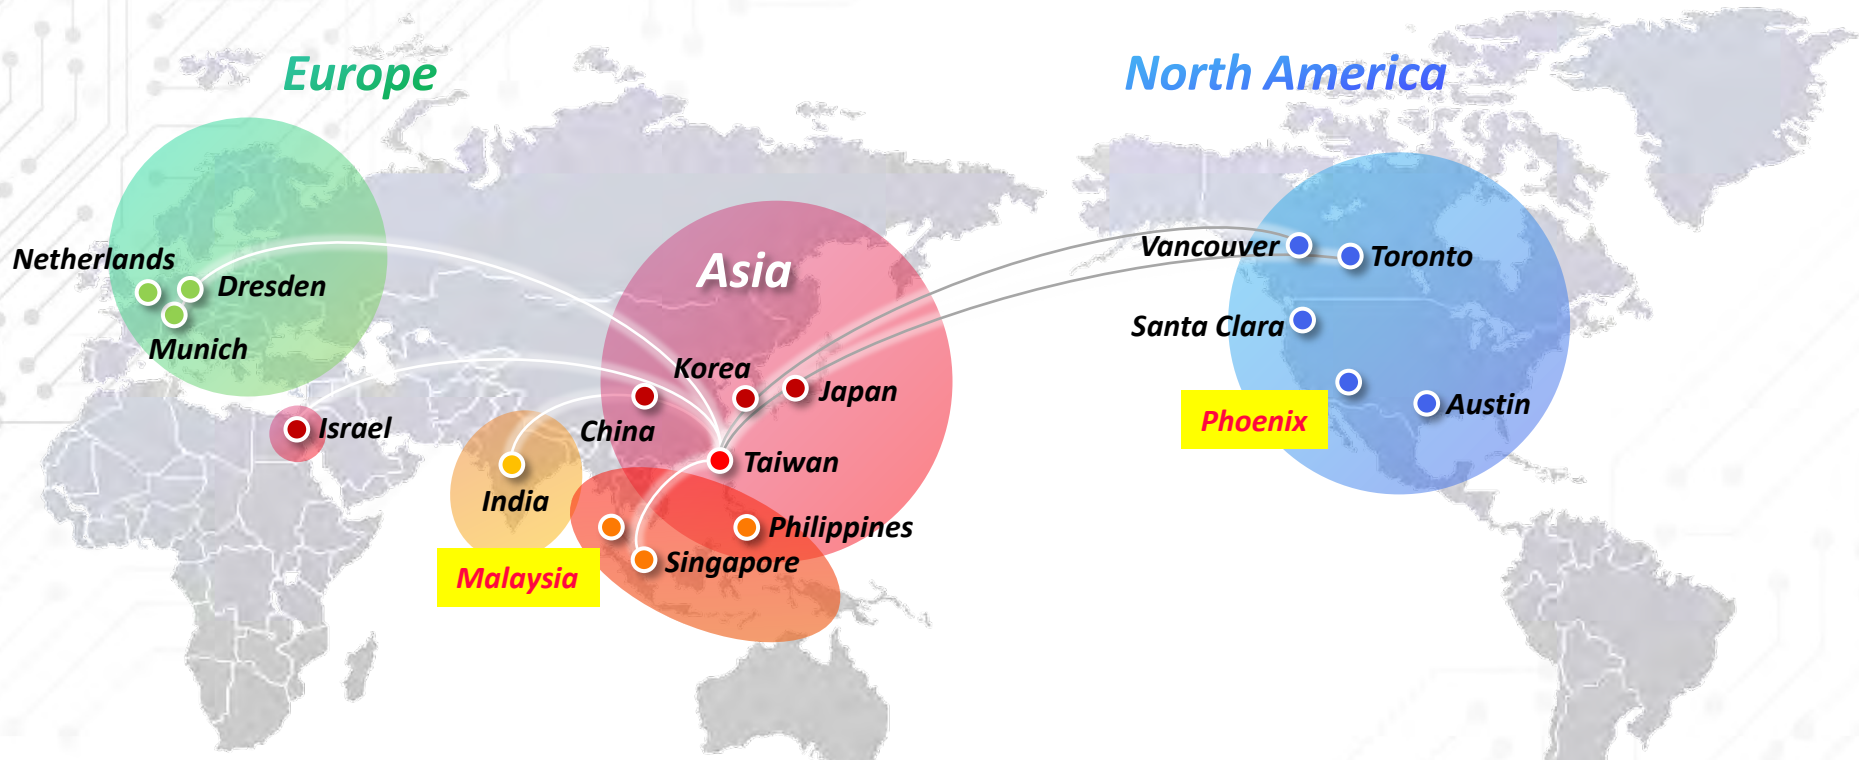 Europe
North America
Netherlands
Dresden
Munich
Israel
India
Asia
Korea
Japan
China
Taiwan
Philippines
Singapore
Malaysia
Vancouver
Toronto
Santa Clara
Phoenix
Austin